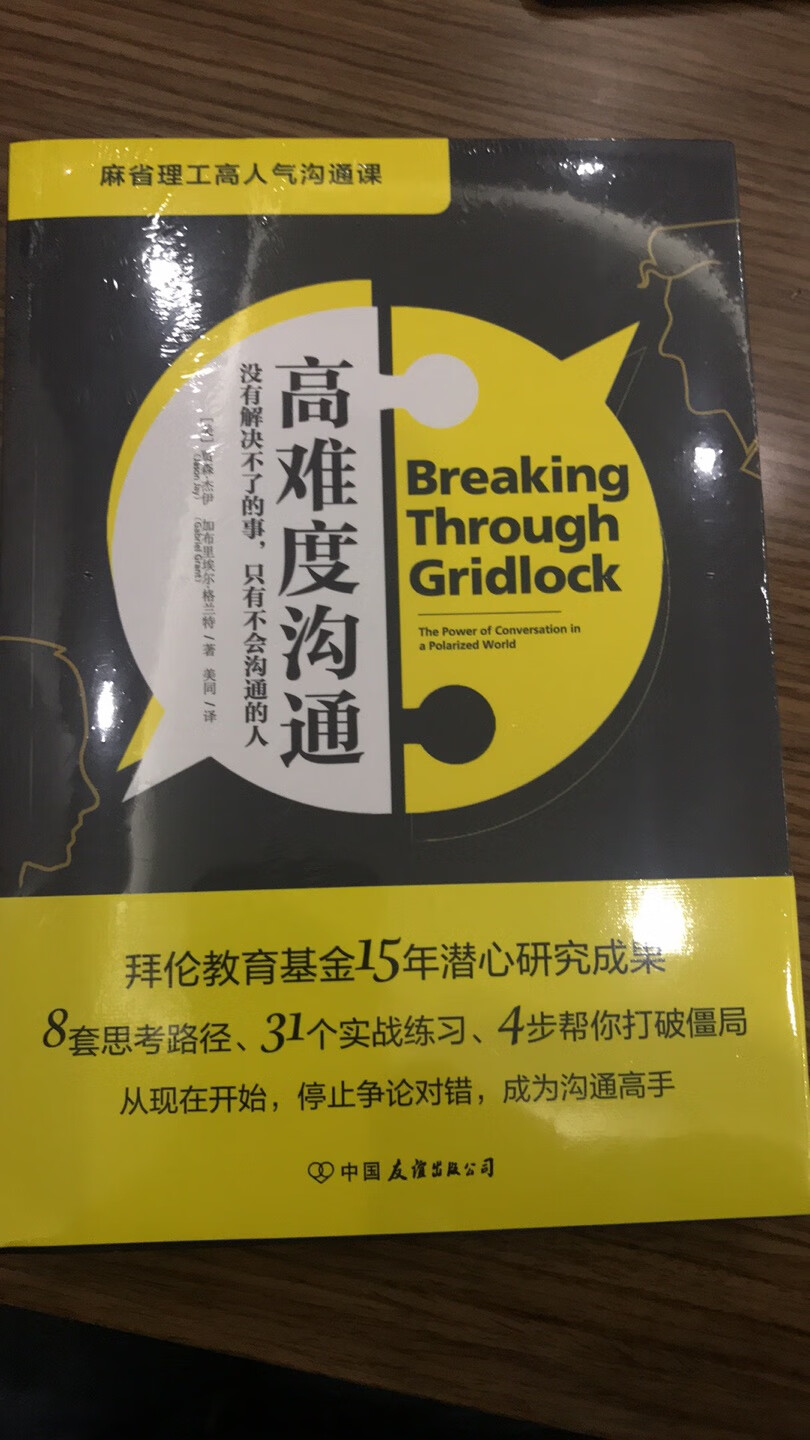 麻省理工高人气沟通课
高难度沟通
没有解决不了的事，只有不会沟通的人
[美] 杰森·杰伊 加布里埃尔·格兰特 / 著 美同 / 译
(Jason Jay) (Gabriel Grant)
Breaking
Through
Gridlock
The Power of Conversation in
a Polarized World
拜伦教育基金15年潜心研究成果
8套思考路径、31个实战练习、4步帮你打破僵局
从现在开始，停止争论对错，成为沟通高手
中国友谊出版公司